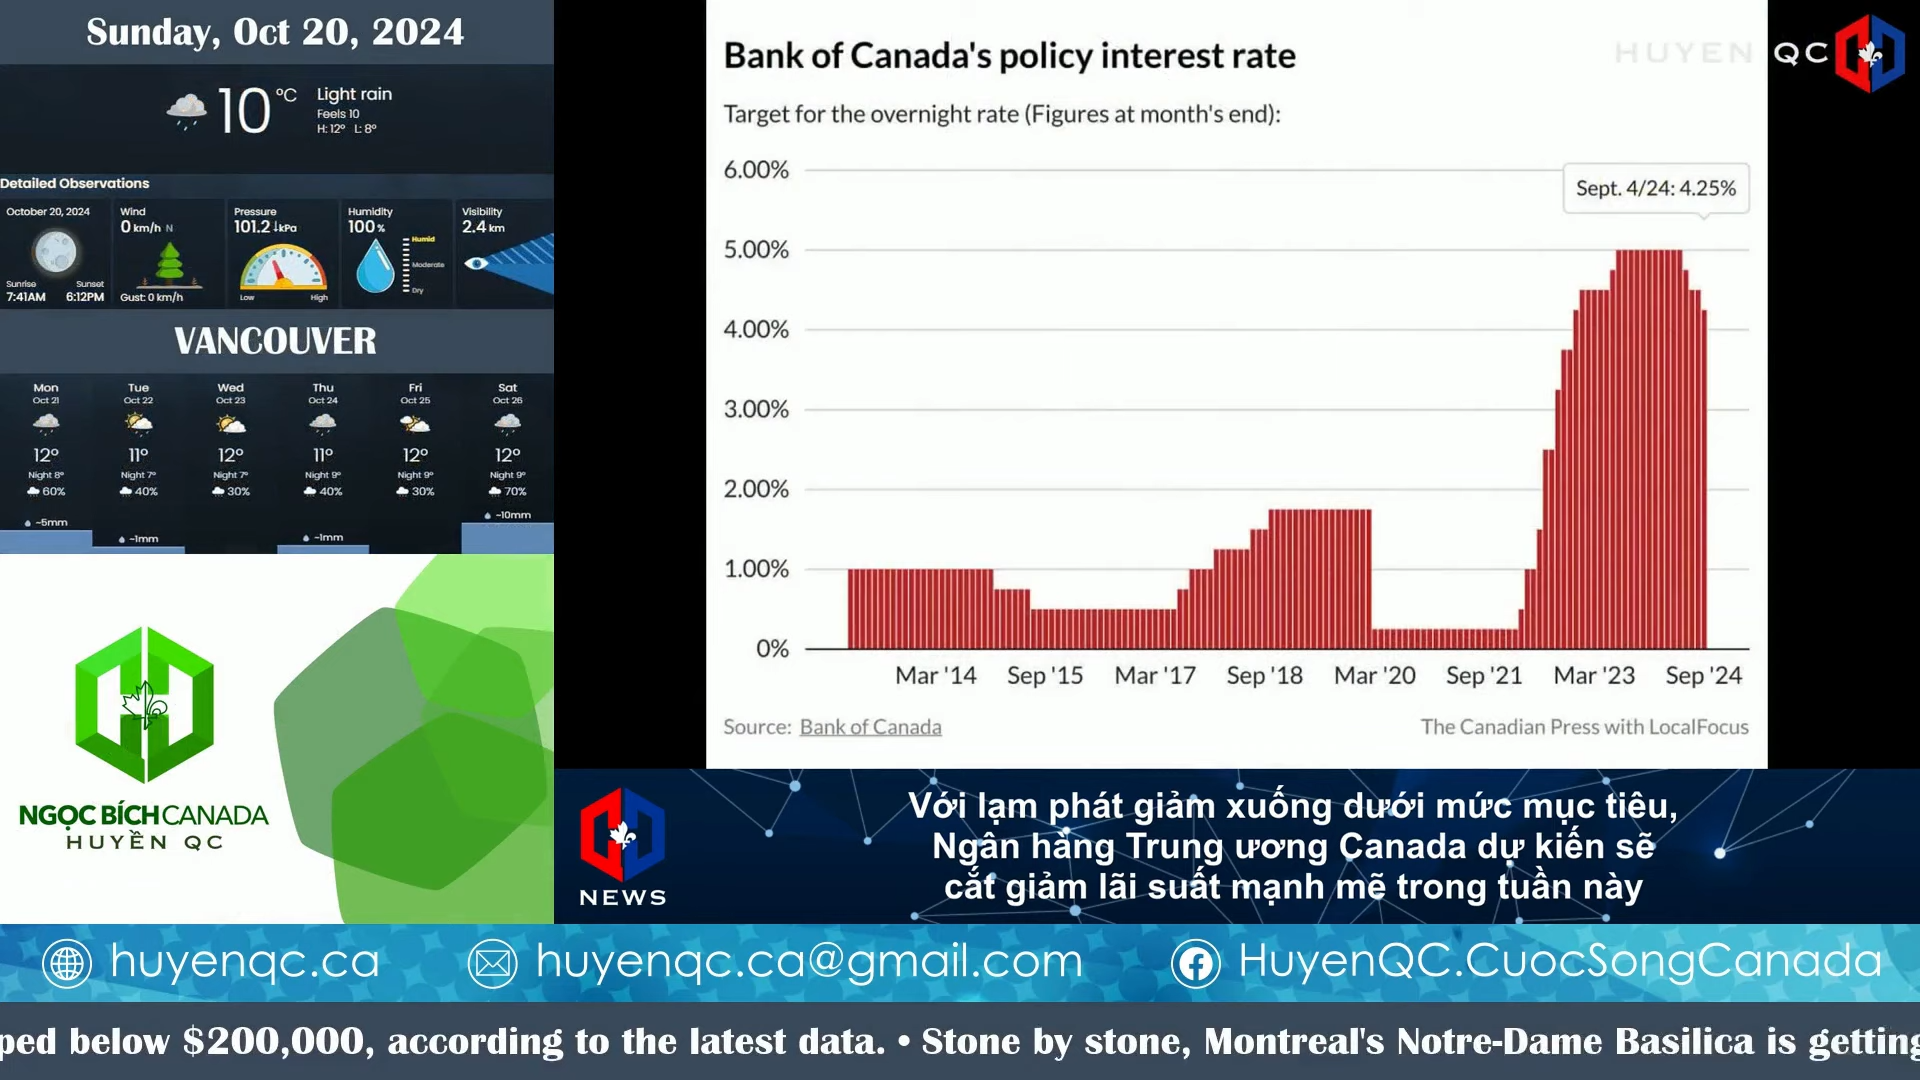 Sunday, Oct 20, 2024
10 °C
Light rain
Feels 10
H: 12° L: 8°
Detailed Observations
October 20, 2024
Sunrise Sunset
7:41AM 6:12PM
Wind
0 km/h N
Gust: 0 km/h
Pressure
101.2 ↓kPa
Low High
Humidity
100 %
Humid
Moderate
Dry
Visibility
2.4 km
VANCOUVER
Mon Tue Wed Thu Fri Sat
Oct 21 Oct 22 Oct 23 Oct 24 Oct 25 Oct 26
12° 11° 12° 11° 12° 12°
Night 8° Night 7° Night 7° Night 9° Night 9° Night 9°
60% 40% 30% 40% 30% 70%
~5mm ~1mm ~1mm ~10mm
NGỌC BÍCH CANADA
HUYỀN QC
HUYEN QC
Bank of Canada's policy interest rate
Target for the overnight rate (Figures at month's end):
Sept. 4/24: 4.25%
6.00%
5.00%
4.00%
3.00%
2.00%
1.00%
0%
Mar '14 Sep '15 Mar '17 Sep '18 Mar '20 Sep '21 Mar '23 Sep '24
Source: Bank of Canada
The Canadian Press with LocalFocus
NEWS
Với lạm phát giảm xuống dưới mức mục tiêu,
Ngân hàng Trung ương Canada dự kiến sẽ
cắt giảm lãi suất mạnh mẽ trong tuần này
huyenqc.ca huyenqc.ca@gmail.com HuyenQC.CuocSongCanada
ped below $200,000, according to the latest data. • Stone by stone, Montreal's Notre-Dame Basilica is getting